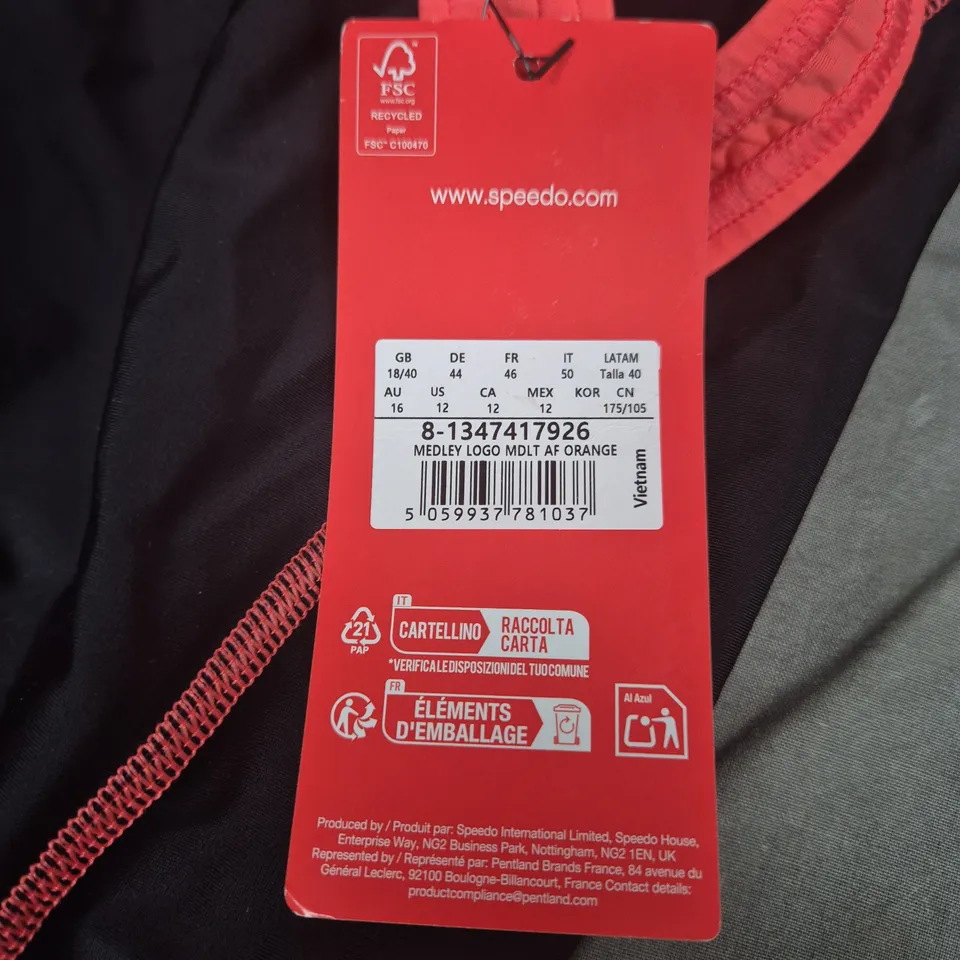 FSC
www.fsc.org
RECYCLED
Paper
FSC™ C100470
www.speedo.com
GB DE FR IT LATAM
18/40 44 46 50 Talla 40
AU US CA MEX KOR CN
16 12 12 12 175/105
8-1347417926
MEDLEY LOGO MDLT AF ORANGE
Vietnam
5 059937 781037
IT
21
PAP
CARTELLINO
RACCOLTA
CARTA
*VERIFICA LE DISPOSIZIONI DEL TUO COMUNE
FR
ÉLÉMENTS
D'EMBALLAGE
Al Azul
Produced by / Produit par: Speedo International Limited, Speedo House,
Enterprise Way, NG2 Business Park, Nottingham, NG2 1EN, UK
Represented by / Représenté par: Pentland Brands France, 84 avenue du
Général Leclerc, 92100 Boulogne-Billancourt, France Contact details:
productcompliance@pentland.com